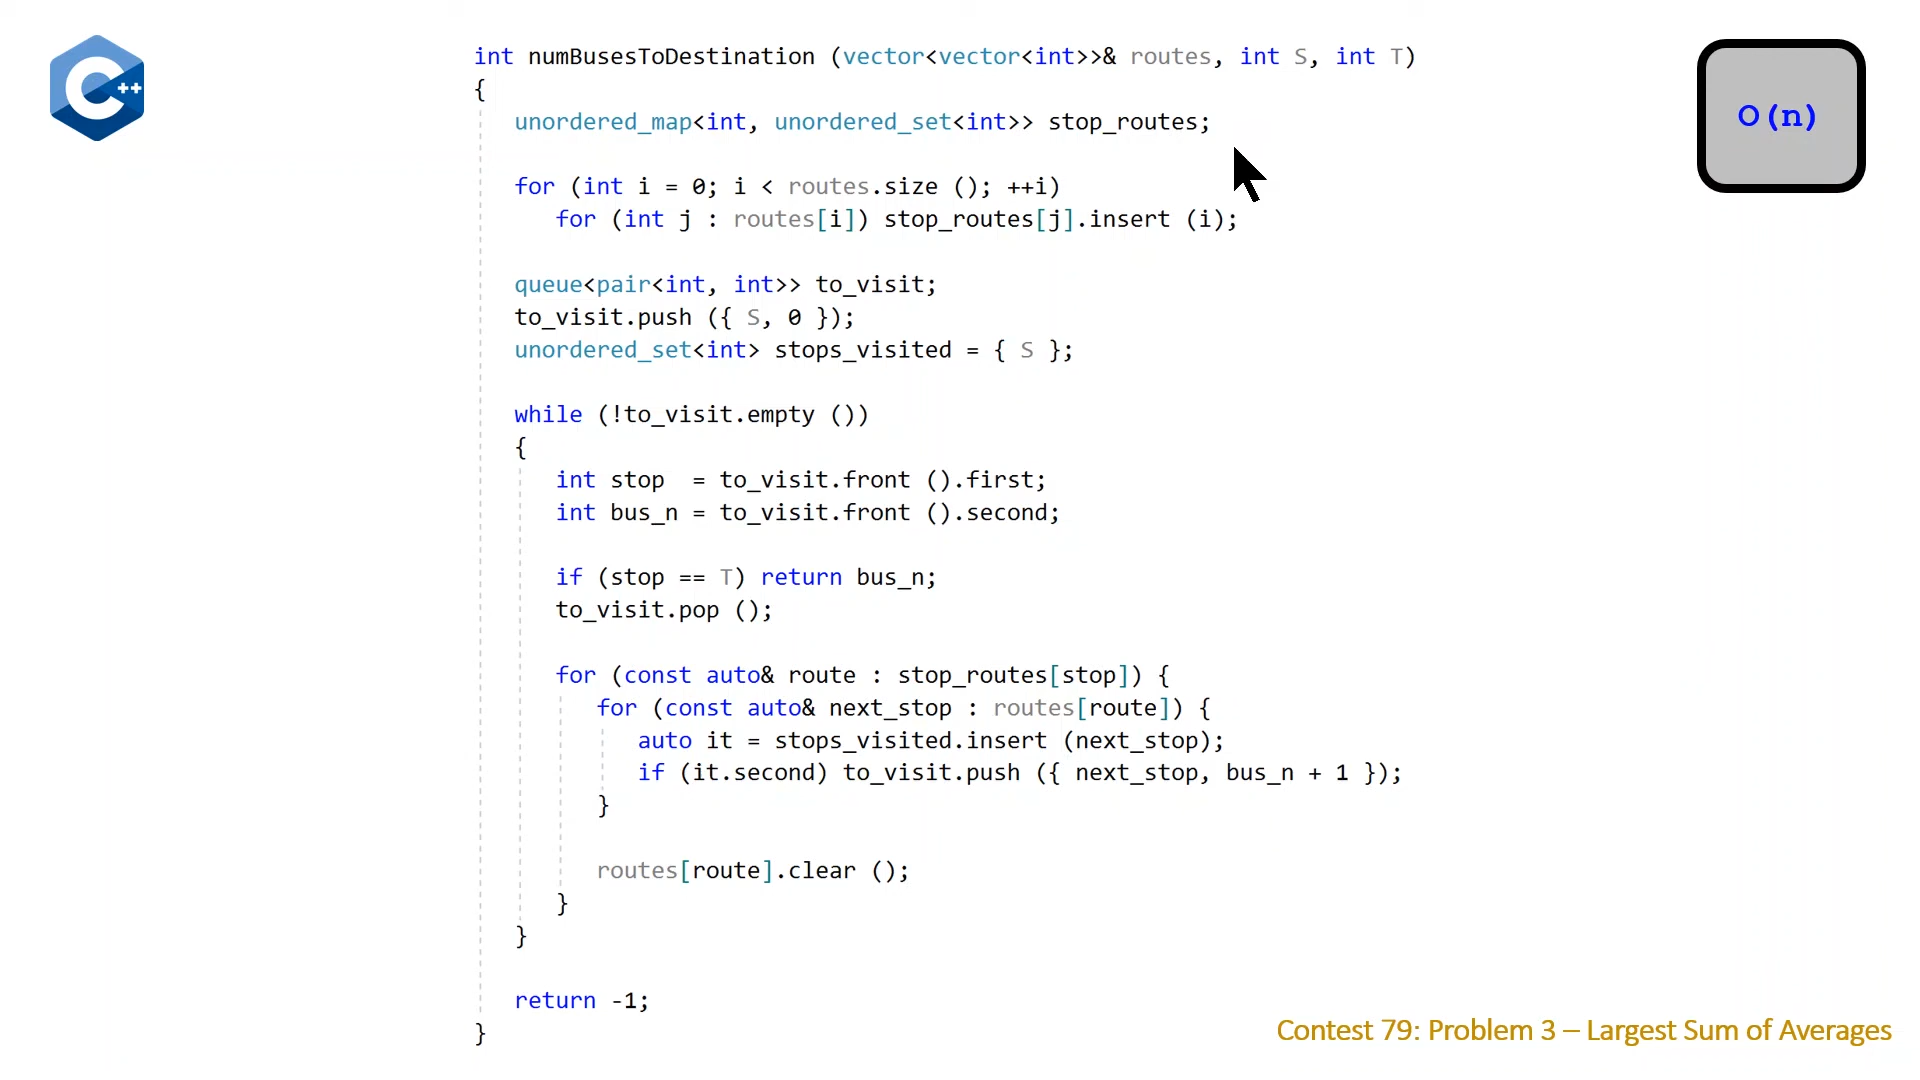 C++
int numBusesToDestination (vector<vector<int>>& routes, int S, int T)
{
unordered_map<int, unordered_set<int>> stop_routes;
for (int i = 0; i < routes.size (); ++i)
for (int j : routes[i]) stop_routes[j].insert (i);
queue<pair<int, int>> to_visit;
to_visit.push ({ S, 0 });
unordered_set<int> stops_visited = { S };
while (!to_visit.empty ())
{
int stop  = to_visit.front ().first;
int bus_n = to_visit.front ().second;
if (stop == T) return bus_n;
to_visit.pop ();
for (const auto& route : stop_routes[stop]) {
for (const auto& next_stop : routes[route]) {
auto it = stops_visited.insert (next_stop);
if (it.second) to_visit.push ({ next_stop, bus_n + 1 });
}
routes[route].clear ();
}
}
return -1;
}
O(n)
Contest 79: Problem 3 – Largest Sum of Averages